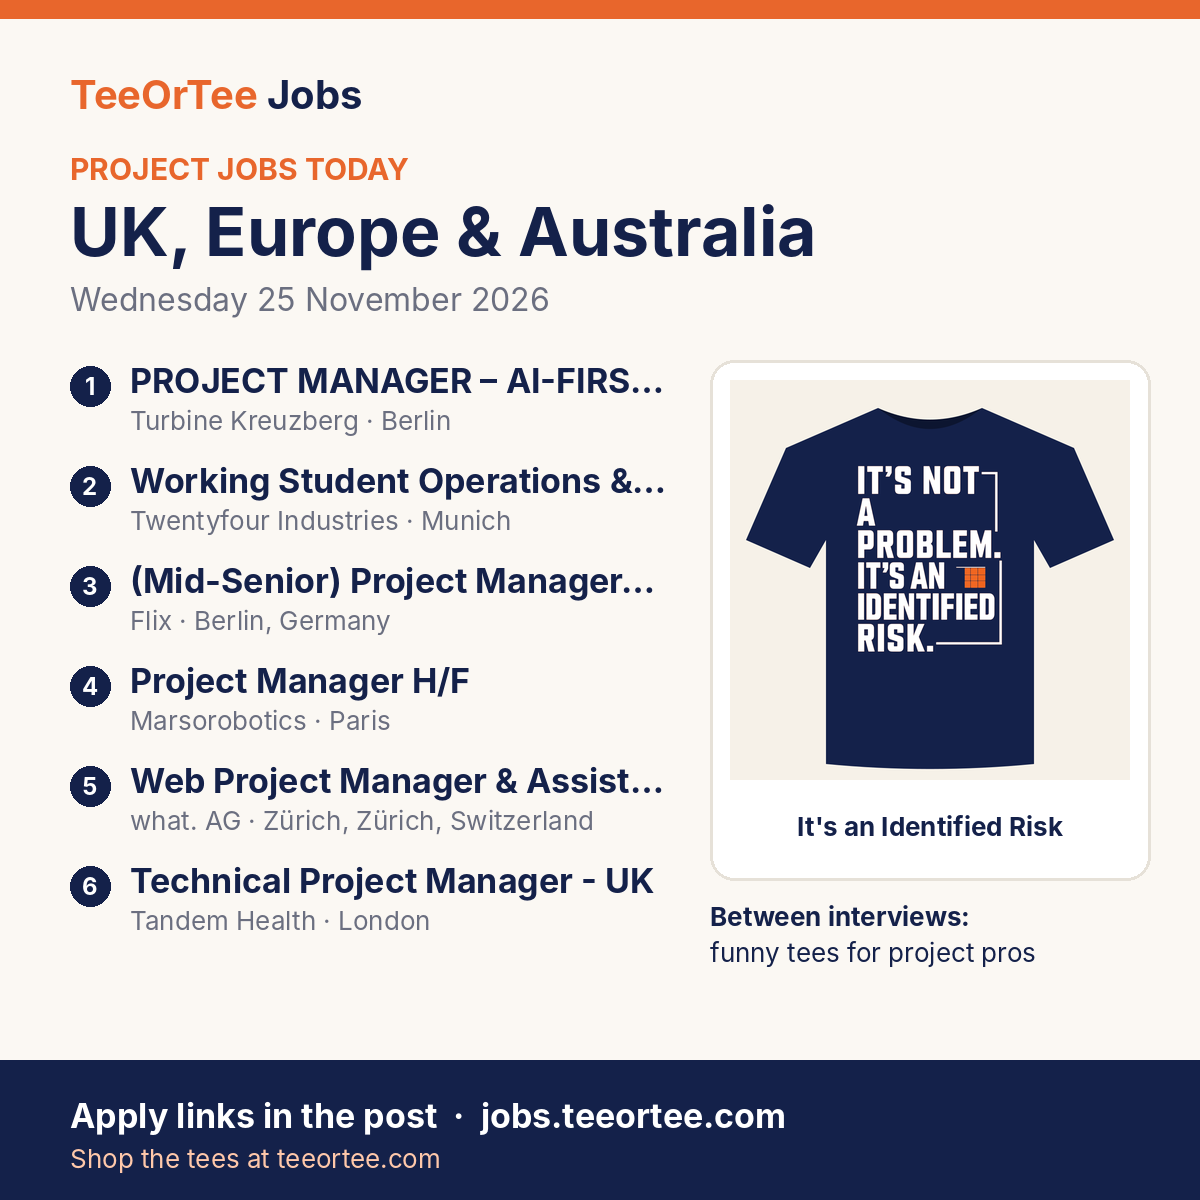 TeeOrTee Jobs
PROJECT JOBS TODAY
UK, Europe & Australia
Wednesday 25 November 2026
1 PROJECT MANAGER – AI-FIRS...
Turbine Kreuzberg · Berlin
2 Working Student Operations &...
Twentyfour Industries · Munich
3 (Mid-Senior) Project Manager...
Flix · Berlin, Germany
4 Project Manager H/F
Marsorobotics · Paris
5 Web Project Manager & Assist...
what. AG · Zürich, Zürich, Switzerland
6 Technical Project Manager - UK
Tandem Health · London
IT’S NOT
A
PROBLEM.
IT’S AN
IDENTIFIED
RISK.
It's an Identified Risk
Between interviews:
funny tees for project pros
Apply links in the post · jobs.teeortee.com
Shop the tees at teeortee.com